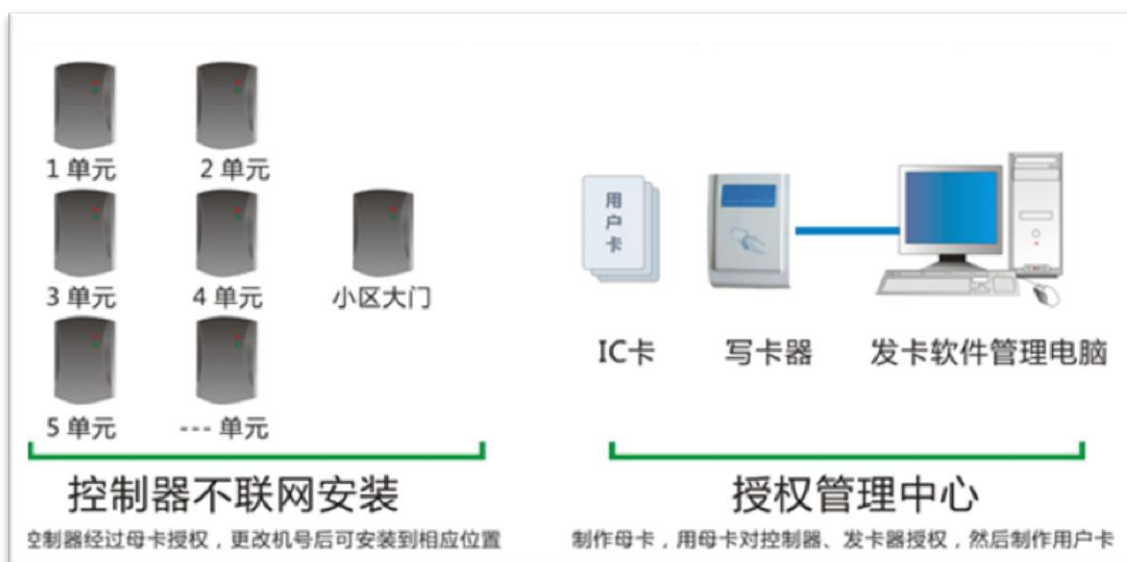 1 单元
2 单元
3 单元
4 单元
小区大门
5 单元
--- 单元
控制器不联网安装
控制器经过母卡授权，更改机号后可安装到相应位置
用户卡
IC卡
写卡器
发卡软件管理电脑
授权管理中心
制作母卡，用母卡对控制器、发卡器授权，然后制作用户卡